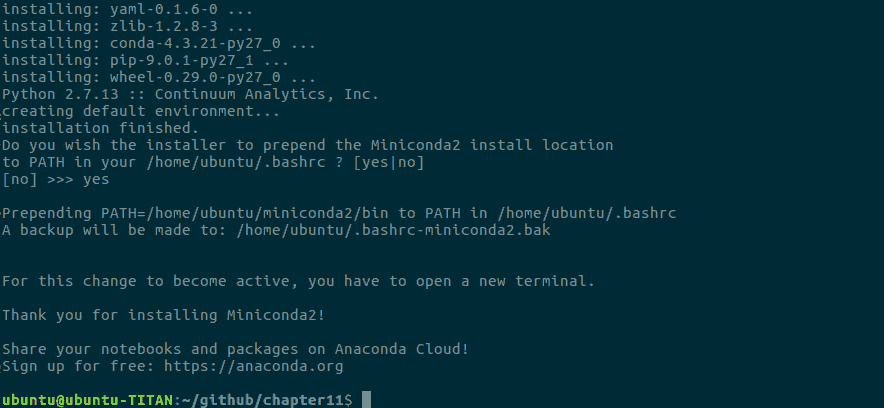 installing: yaml-0.1.6-0 ...
installing: zlib-1.2.8-3 ...
installing: conda-4.3.21-py27_0 ...
installing: pip-9.0.1-py27_1 ...
installing: wheel-0.29.0-py27_0 ...
Python 2.7.13 :: Continuum Analytics, Inc.
creating default environment...
installation finished.
Do you wish the installer to prepend the Miniconda2 install location
to PATH in your /home/ubuntu/.bashrc ? [yes|no]
[no] >>> yes
Prepending PATH=/home/ubuntu/miniconda2/bin to PATH in /home/ubuntu/.bashrc
A backup will be made to: /home/ubuntu/.bashrc-miniconda2.bak
For this change to become active, you have to open a new terminal.
Thank you for installing Miniconda2!
Share your notebooks and packages on Anaconda Cloud!
Sign up for free: https://anaconda.org
ubuntu@ubuntu-TITAN:~/github/chapter11$